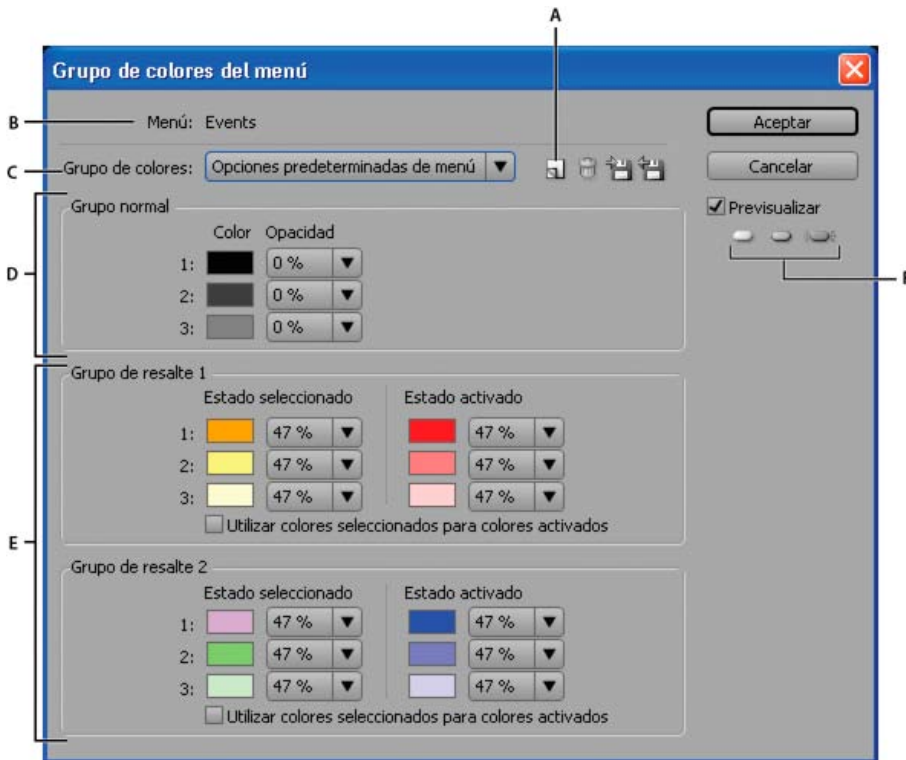 A
Grupo de colores del menú
B
Menú: Events
Aceptar
C
Grupo de colores: Opciones predeterminadas de menú
Cancelar
Previsualizar
D
Grupo normal
Color Opacidad
1: 0 %
2: 0 %
3: 0 %
E
Grupo de resalte 1
Estado seleccionado Estado activado
1: 47 % 47 %
2: 47 % 47 %
3: 47 % 47 %
Utilizar colores seleccionados para colores activados
Grupo de resalte 2
Estado seleccionado Estado activado
1: 47 % 47 %
2: 47 % 47 %
3: 47 % 47 %
Utilizar colores seleccionados para colores activados